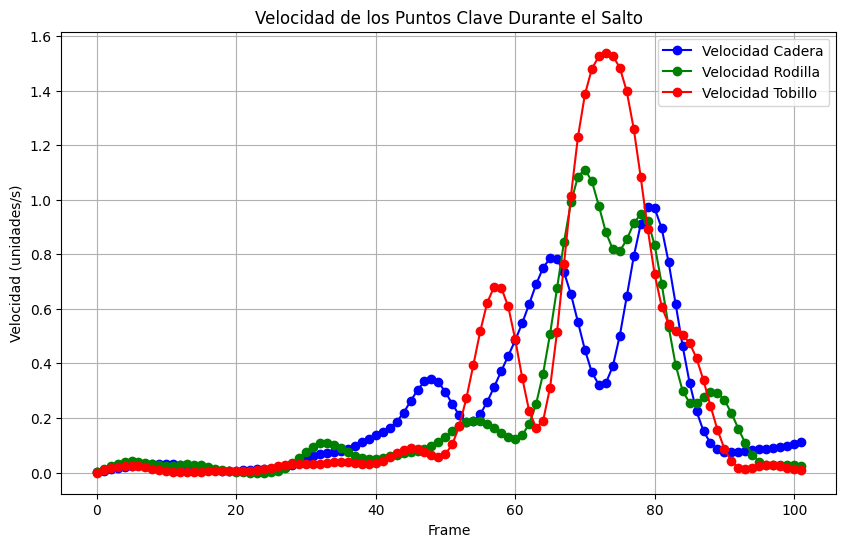 Velocidad de los Puntos Clave Durante el Salto
Velocidad Cadera
Velocidad Rodilla
Velocidad Tobillo
Velocidad (unidades/s)
1.6
1.4
1.2
1.0
0.8
0.6
0.4
0.2
0.0
0 20 40 60 80 100
Frame